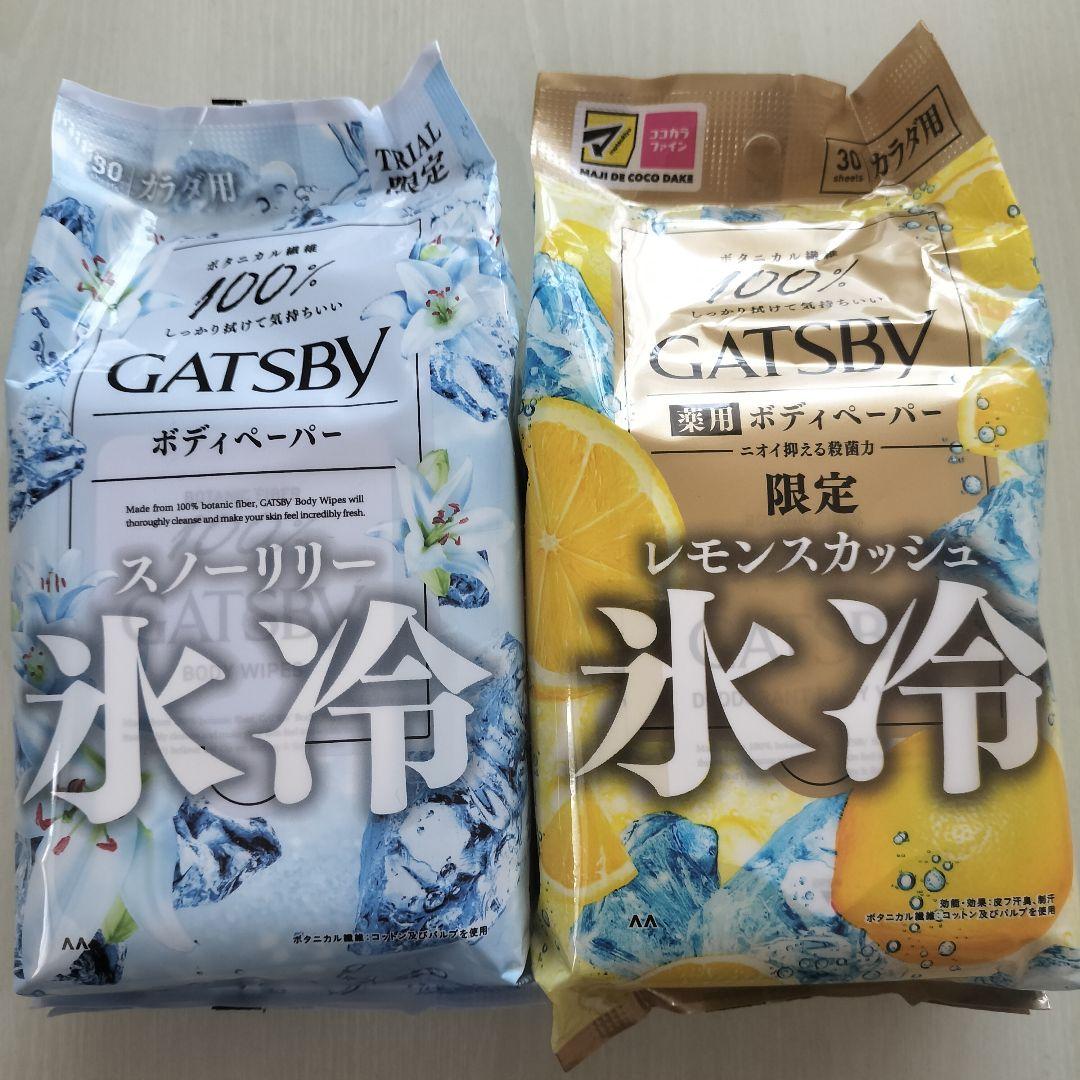 30
カラダ用
TRIAL
限定
ボタニカル繊維
100%
しっかり拭けて気持ちいい
GATSBY
ボディペーパー
Made from 100% botanic fiber, GATSBY Body Wipes will
thoroughly cleanse and make your skin feel incredibly fresh.
スノーリリー
氷冷
GATSBY
BODY WIPES
ボタニカル繊維:コットン及びパルプを使用
ココカラ
ファイン
MAJI DE COCO DAKE
30
sheets
カラダ用
ボタニカル繊維
100%
しっかり拭けて気持ちいい
GATSBY
薬用 ボディペーパー
ニオイ抑える殺菌力
限定
レモンスカッシュ
氷冷
効能・効果:皮フ汗臭、制汗
ボタニカル繊維:コットン及びパルプを使用